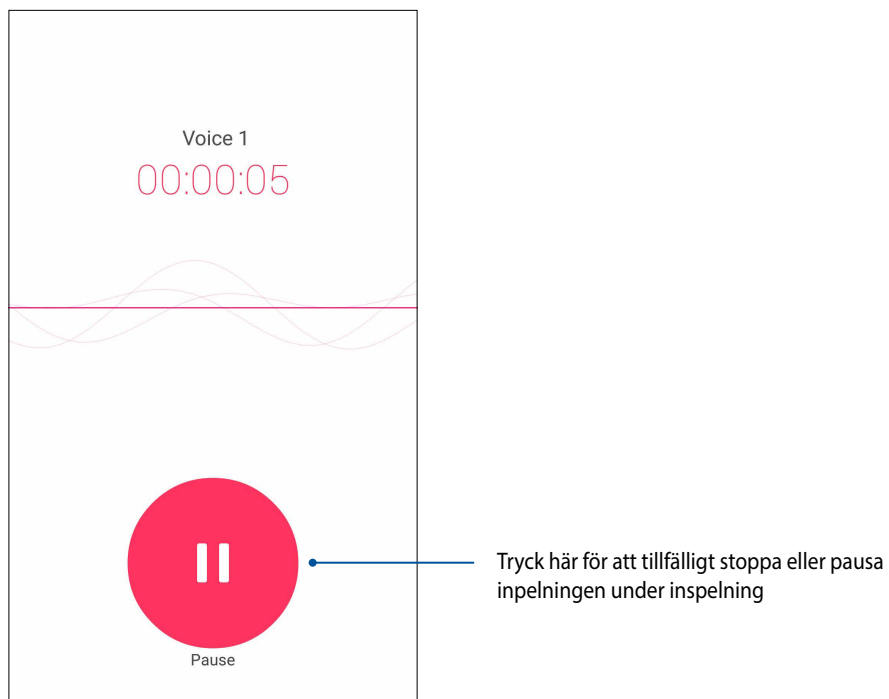 Voice 1
00:00:05
Pause
Tryck här för att tillfälligt stoppa eller pausa
inpelningen under inspelning